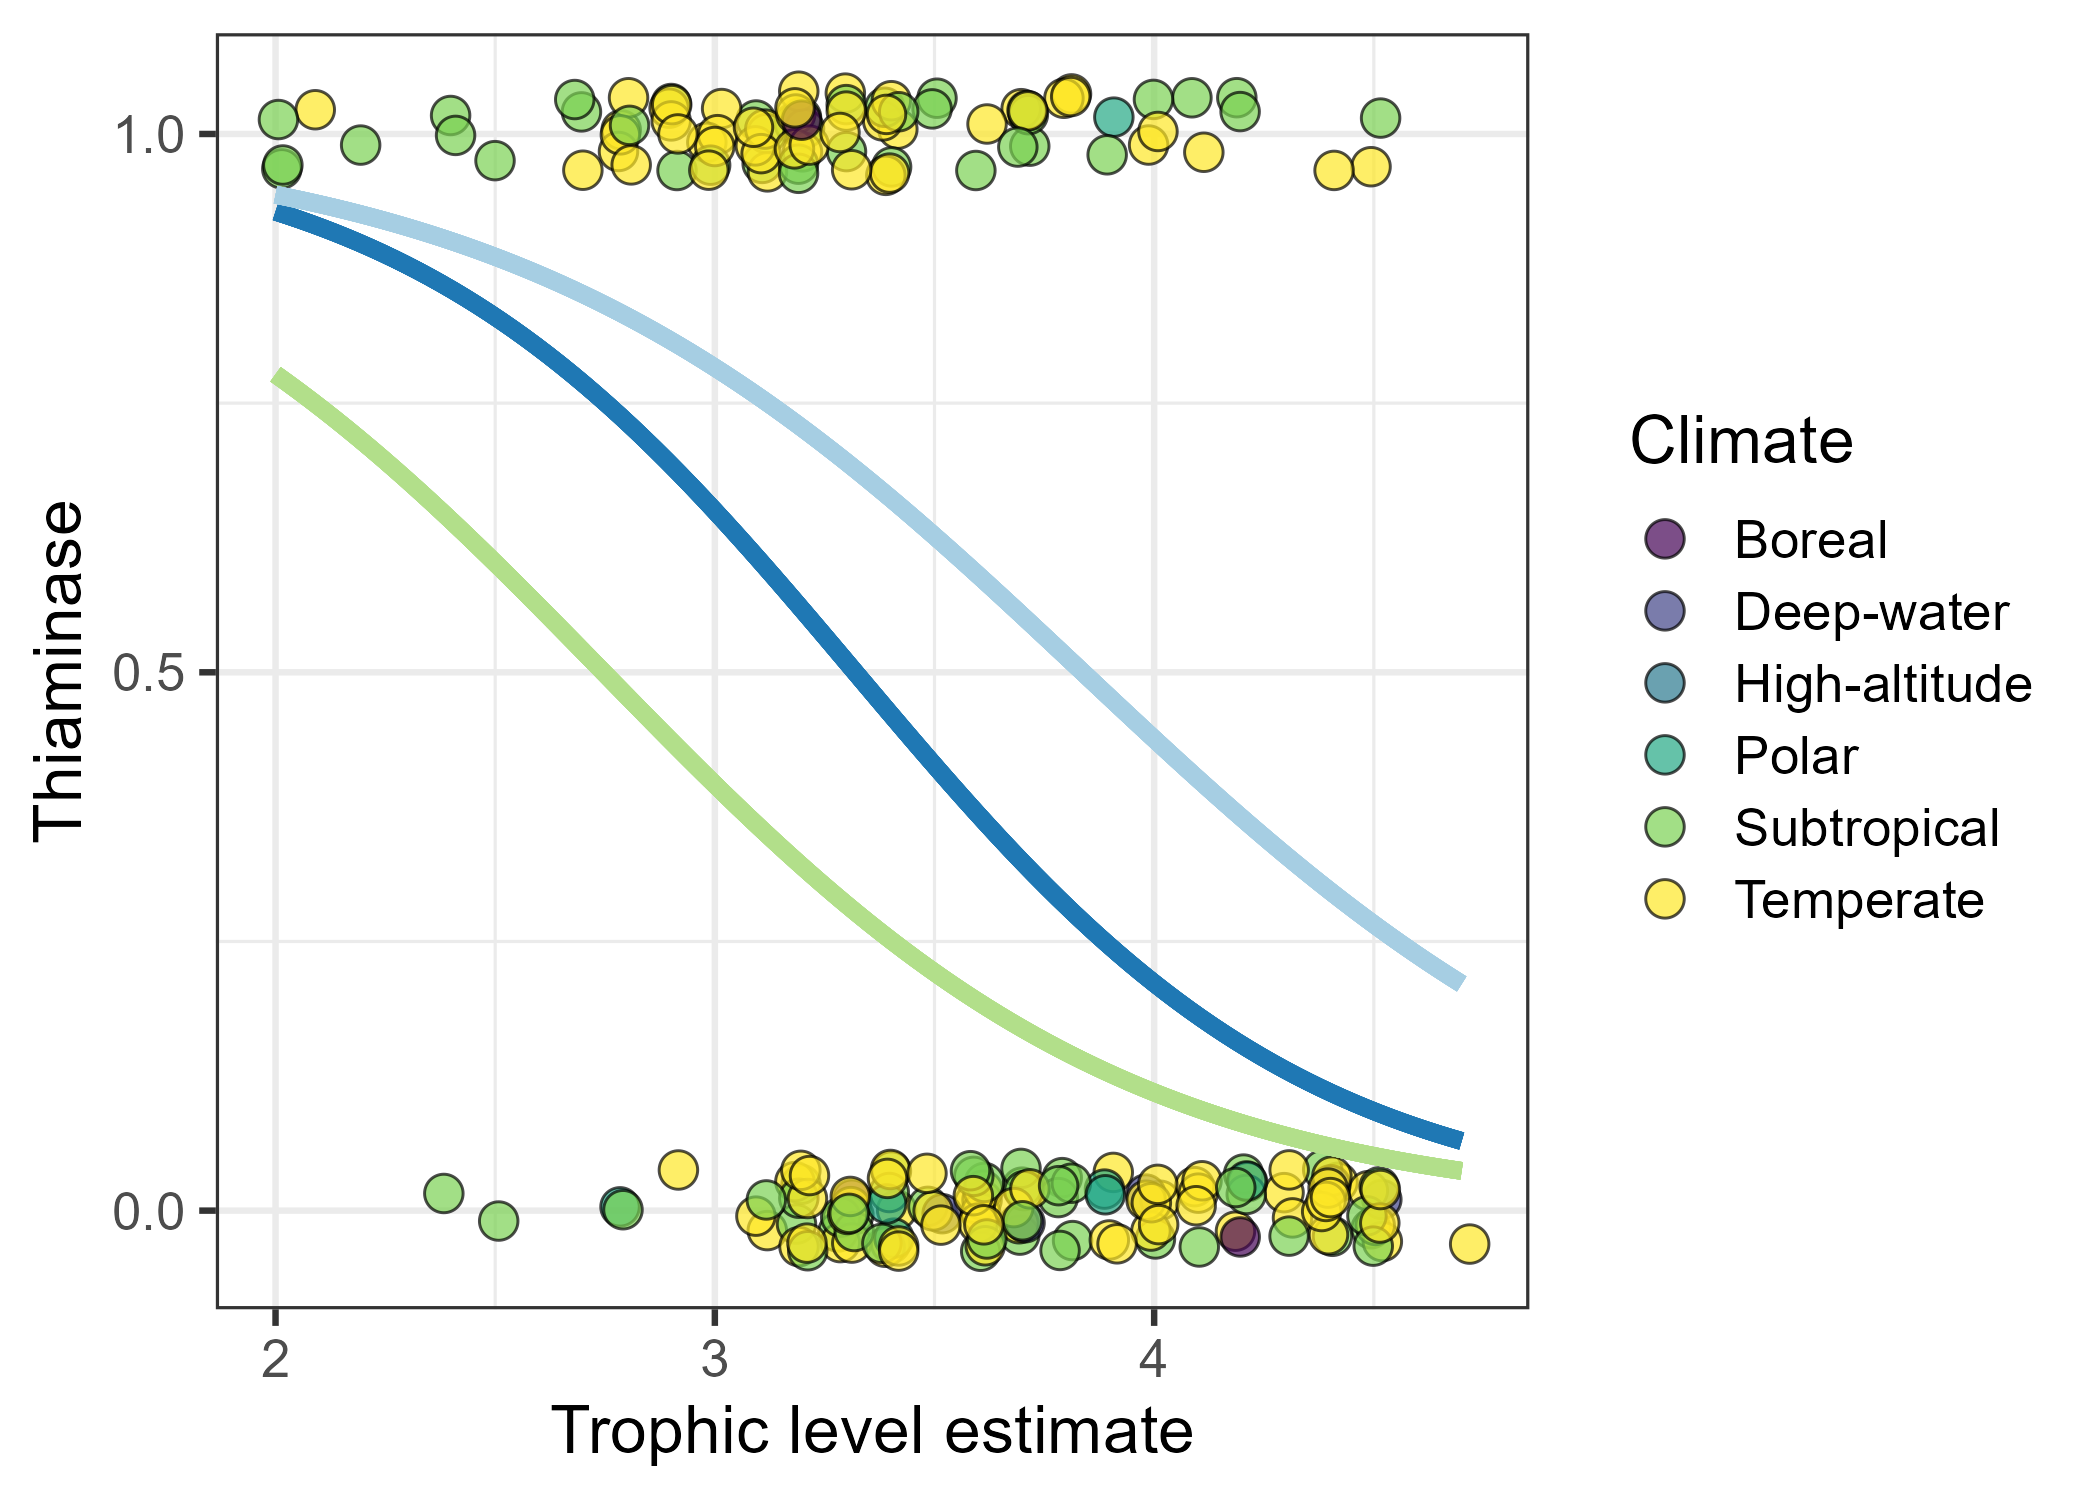 Thiaminase
1.0
0.5
0.0
2
3
4
Trophic level estimate
Climate
Boreal
Deep-water
High-altitude
Polar
Subtropical
Temperate